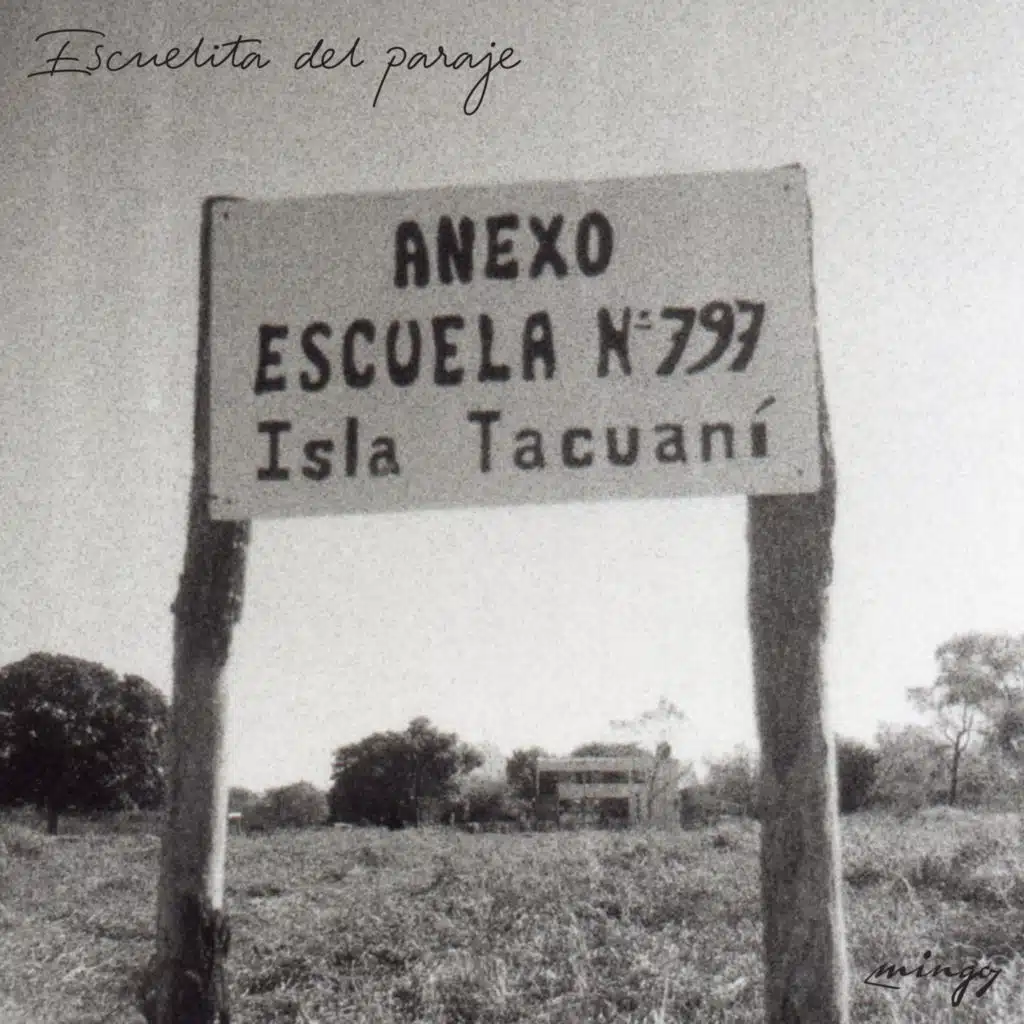 Escuelita del paraje
ANEXO
ESCUELA Nº 797
Isla Tacuaní
mingo